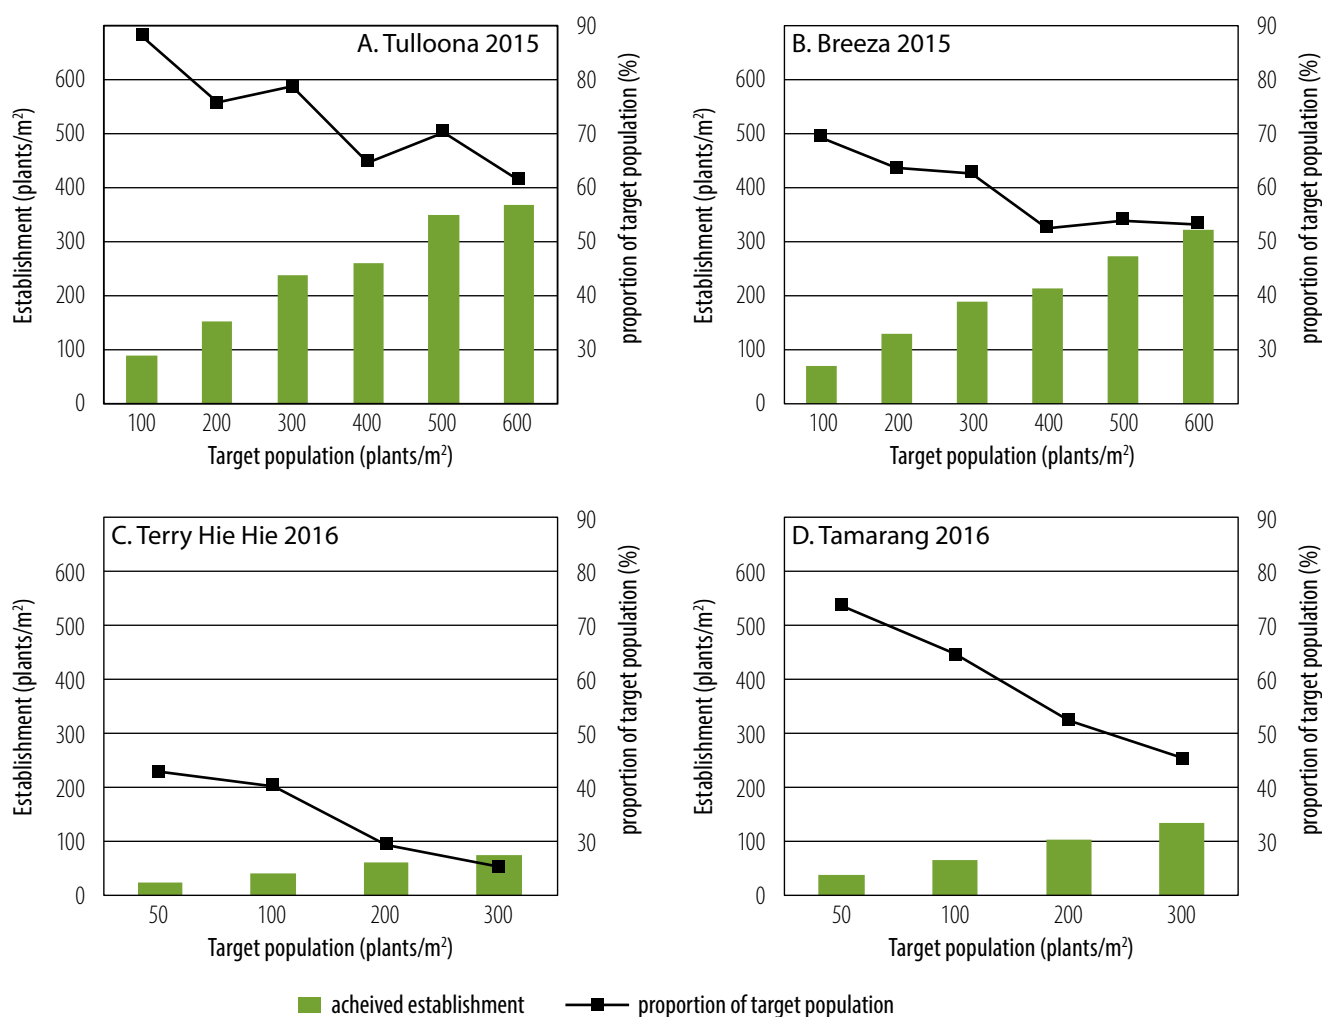 A. Tulloona 2015
Establishment (plants/m²)
600
500
400
300
200
100
0
90
80
70
60
50
40
30
proportion of target population (%)
100 200 300 400 500 600
Target population (plants/m²)
B. Breeza 2015
Establishment (plants/m²)
600
500
400
300
200
100
0
90
80
70
60
50
40
30
proportion of target population (%)
100 200 300 400 500 600
Target population (plants/m²)
C. Terry Hie Hie 2016
Establishment (plants/m²)
600
500
400
300
200
100
0
90
80
70
60
50
40
30
proportion of target population (%)
50 100 200 300
Target population (plants/m²)
D. Tamarang 2016
Establishment (plants/m²)
600
500
400
300
200
100
0
90
80
70
60
50
40
30
proportion of target population (%)
50 100 200 300
Target population (plants/m²)
acheived establishment
proportion of target population